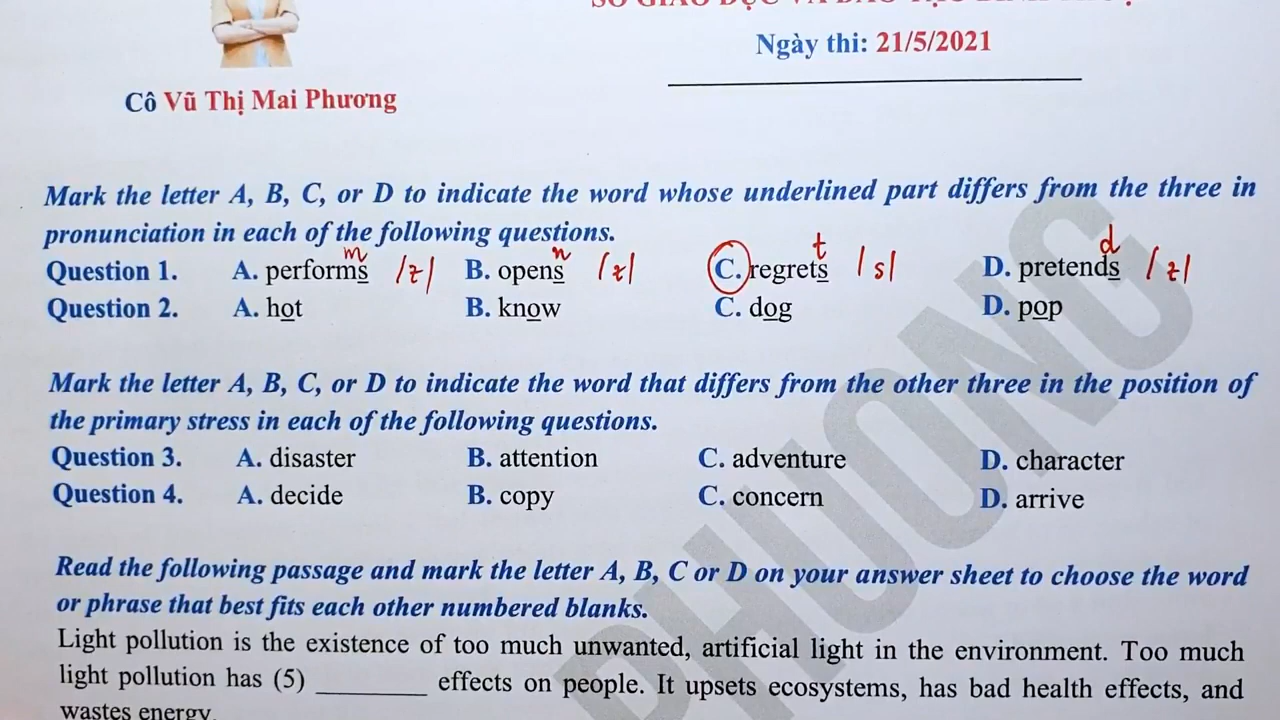 Ngày thi: 21/5/2021
Cô Vũ Thị Mai Phương
Mark the letter A, B, C, or D to indicate the word whose underlined part differs from the three in
pronunciation in each of the following questions.
m n t d
Question 1. A. performs /z/ B. opens /z/ C. regrets /s/ D. pretends /z/
Question 2. A. hot B. know C. dog D. pop
Mark the letter A, B, C, or D to indicate the word that differs from the other three in the position of
the primary stress in each of the following questions.
Question 3. A. disaster B. attention C. adventure D. character
Question 4. A. decide B. copy C. concern D. arrive
Read the following passage and mark the letter A, B, C or D on your answer sheet to choose the word
or phrase that best fits each other numbered blanks.
Light pollution is the existence of too much unwanted, artificial light in the environment. Too much
light pollution has (5) ________ effects on people. It upsets ecosystems, has bad health effects, and
wastes energy.
PHUONG